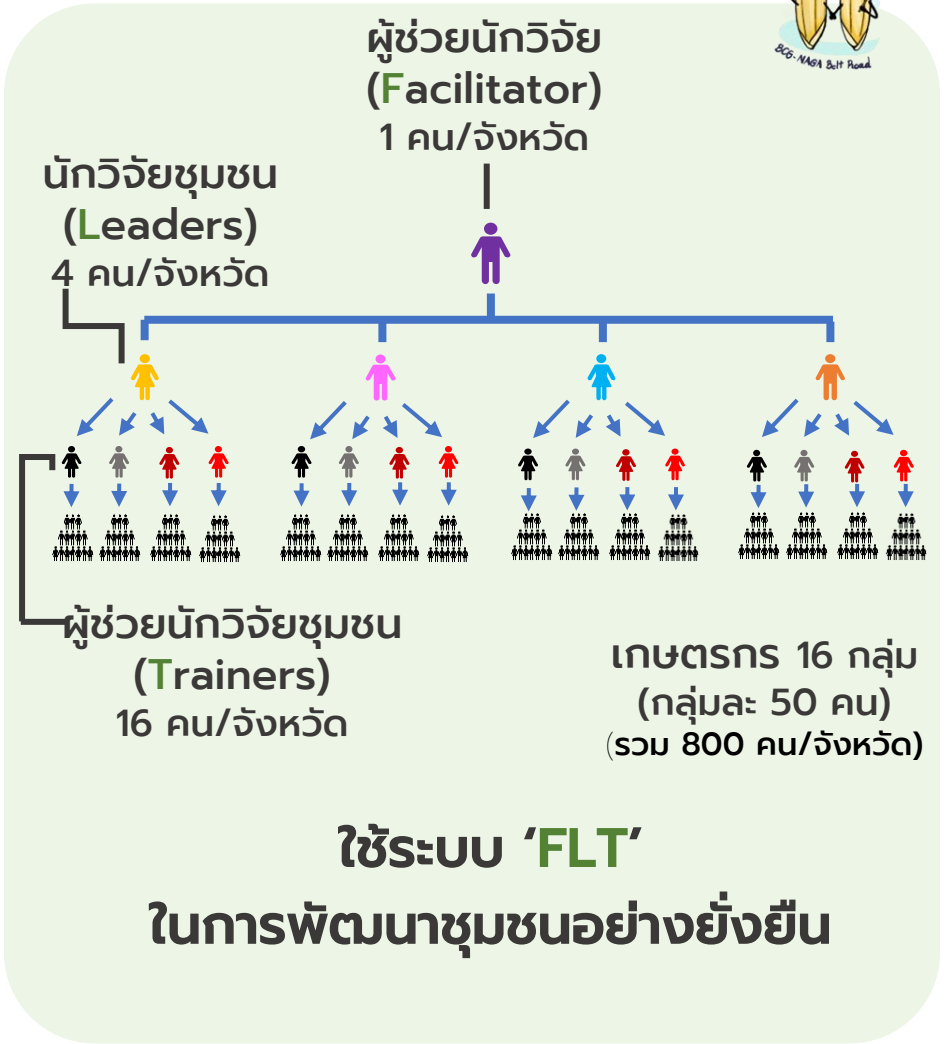 BCG-NAGA Belt Road
ผู้ช่วยนักวิจัย
(Facilitator)
1 คน/จังหวัด
นักวิจัยชุมชน
(Leaders)
4 คน/จังหวัด
ผู้ช่วยนักวิจัยชุมชน
(Trainers)
16 คน/จังหวัด
เกษตรกร 16 กลุ่ม
(กลุ่มละ 50 คน)
(รวม 800 คน/จังหวัด)
ใช้ระบบ ‘FLT’
ในการพัฒนาชุมชนอย่างยั่งยืน